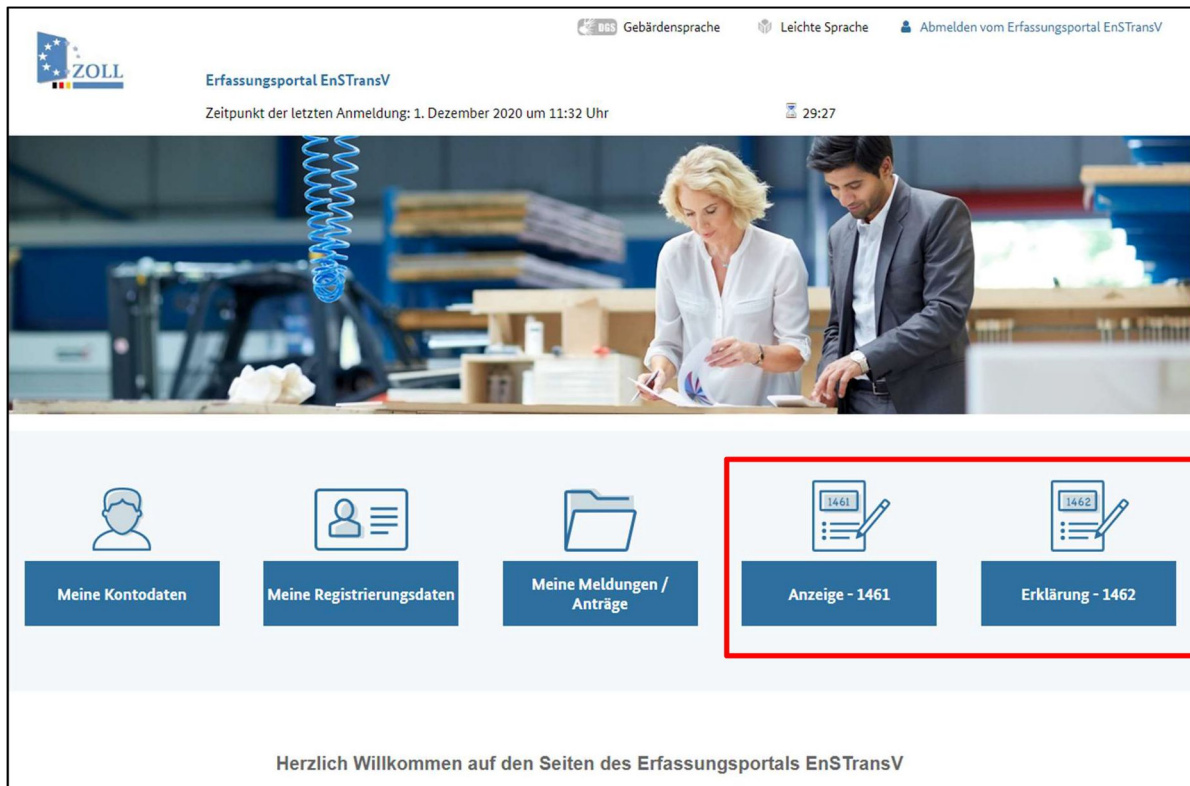 DGS Gebärdensprache
Leichte Sprache
Abmelden vom Erfassungsportal EnSTransV
ZOLL
Erfassungsportal EnSTransV
Zeitpunkt der letzten Anmeldung: 1. Dezember 2020 um 11:32 Uhr
29:27
1461
1462
Meine Kontodaten
Meine Registrierungsdaten
Meine Meldungen /
Anträge
Anzeige - 1461
Erklärung - 1462
Herzlich Willkommen auf den Seiten des Erfassungsportals EnSTransV